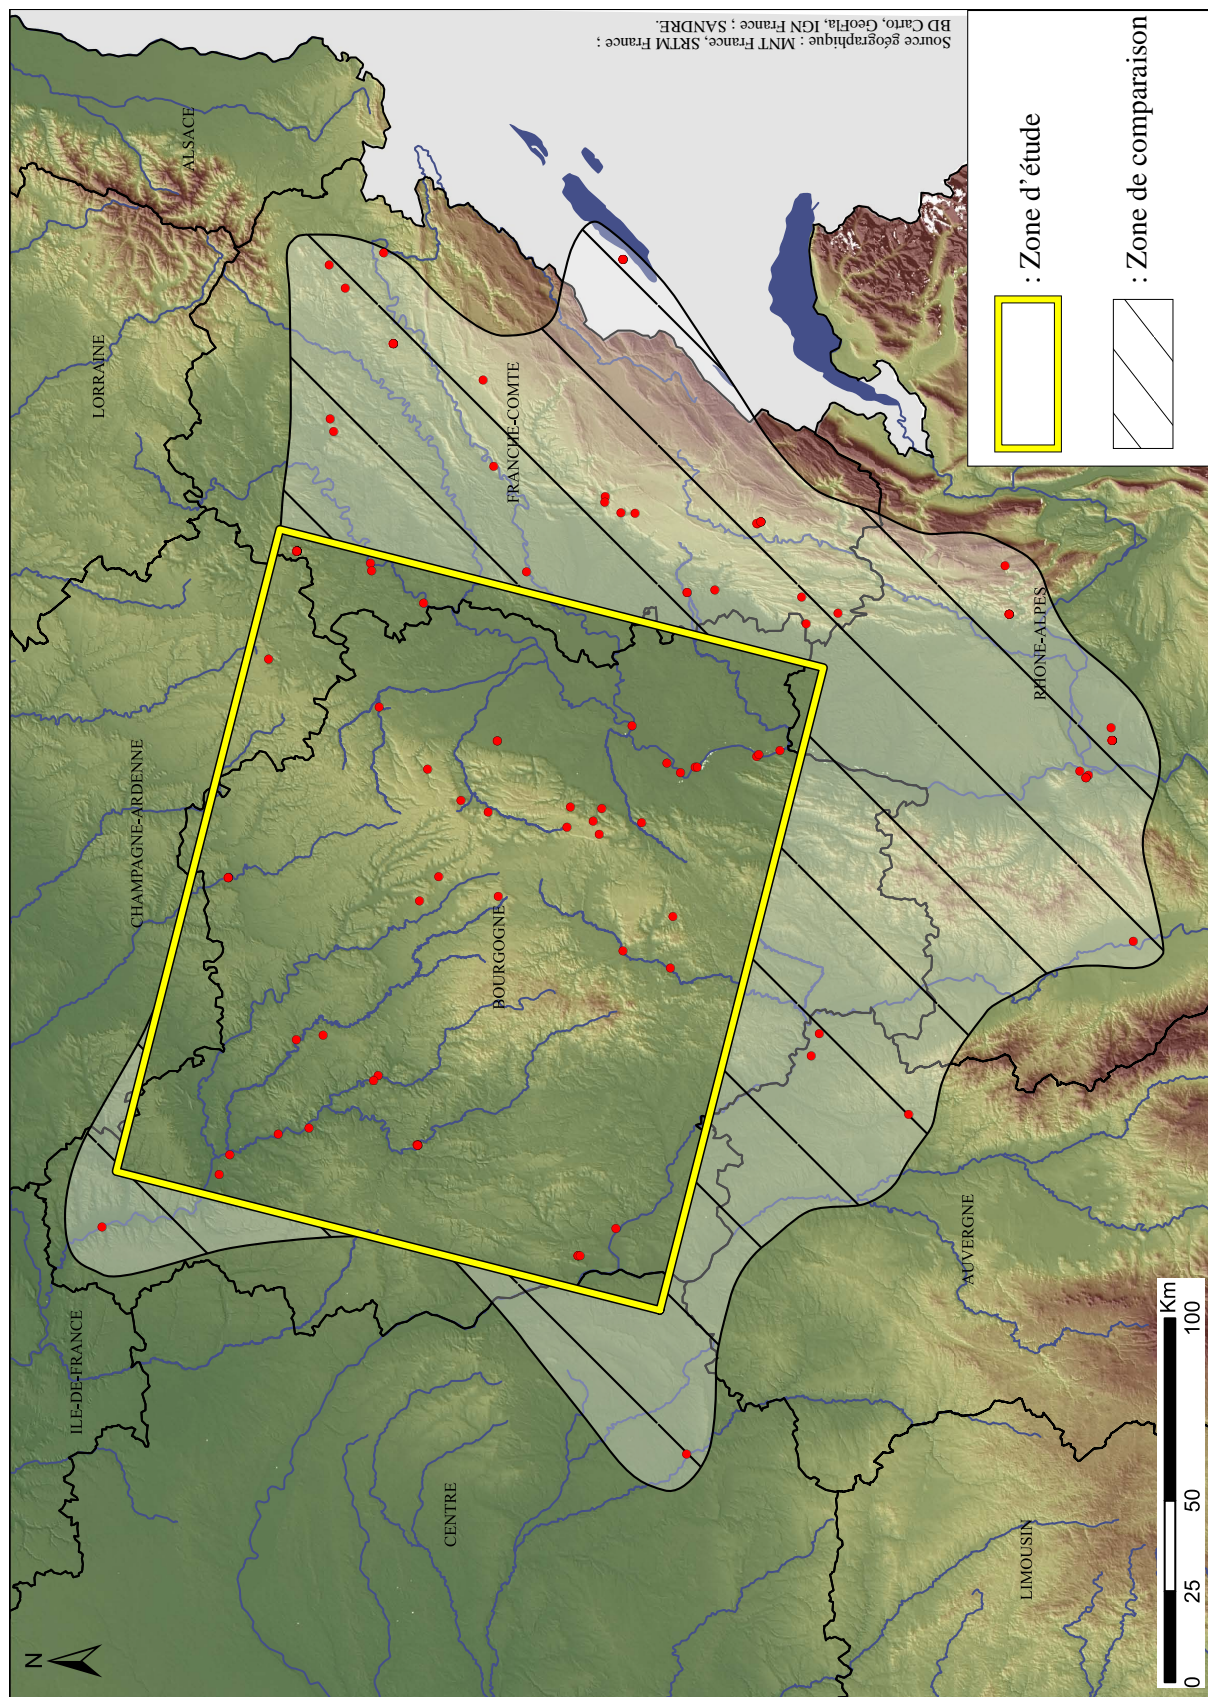 N
ILE-DE-FRANCE
CHAMPAGNE-ARDENNE
LORRAINE
ALSACE
CENTRE
BOURGOGNE
FRANCHE-COMTE
LIMOUSIN
AUVERGNE
RHONE-ALPES
Source géographique : MNT France, SRTM France ;
BD Carto, GeoFla, IGN France ; SANDRE.
: Zone d'étude
: Zone de comparaison
0 25 50 100
Km